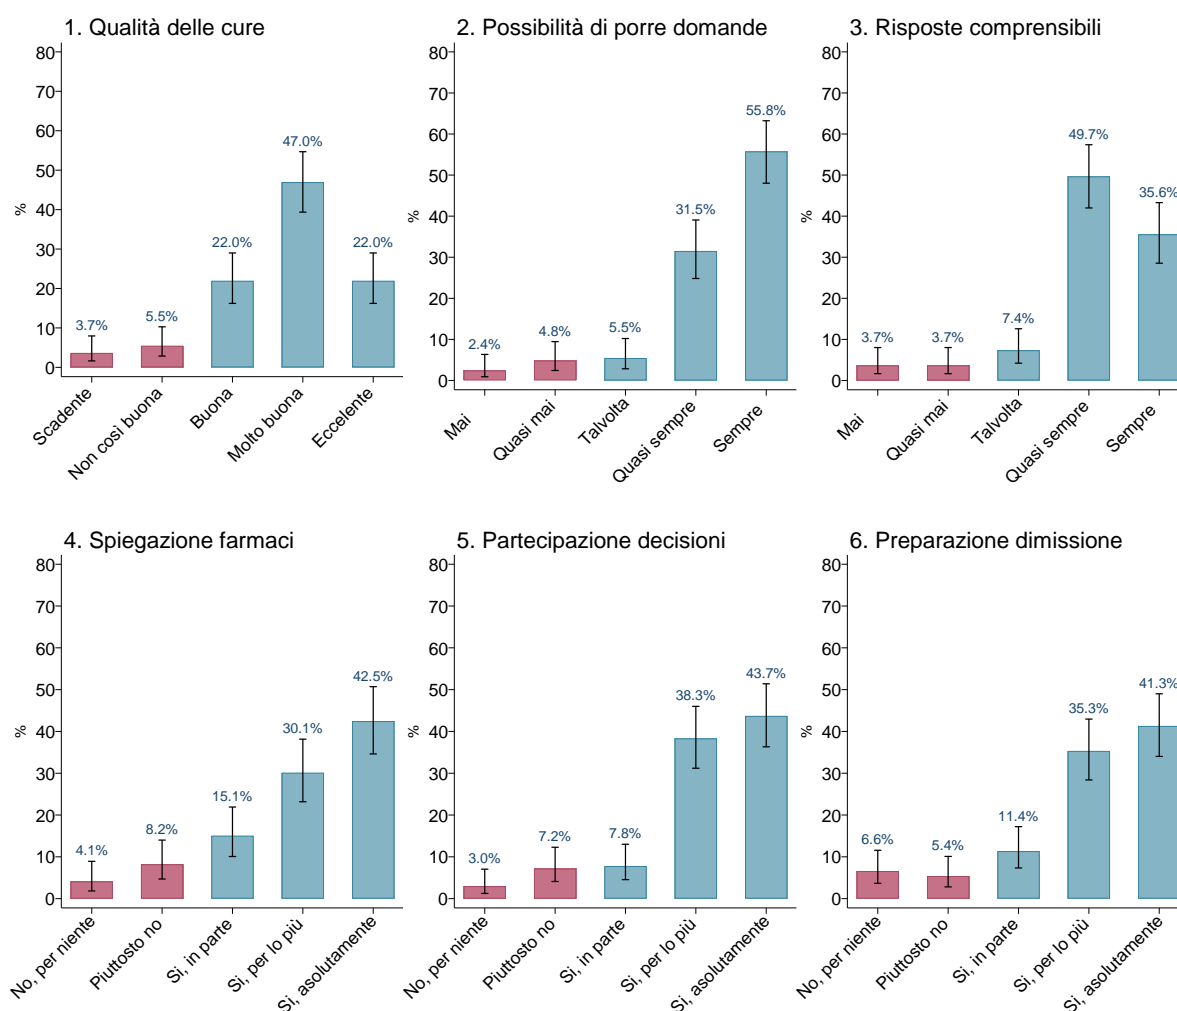 1. Qualità delle cure
80
70
60
50
40
30
20
10
0
%
3.7%
5.5%
22.0%
47.0%
22.0%
Scadente
Non così buona
Buona
Molto buona
Eccelente
2. Possibilità di porre domande
80
70
60
50
40
30
20
10
0
%
2.4%
4.8%
5.5%
31.5%
55.8%
Mai
Quasi mai
Talvolta
Quasi sempre
Sempre
3. Risposte comprensibili
80
70
60
50
40
30
20
10
0
%
3.7%
3.7%
7.4%
49.7%
35.6%
Mai
Quasi mai
Talvolta
Quasi sempre
Sempre
4. Spiegazione farmaci
80
70
60
50
40
30
20
10
0
%
4.1%
8.2%
15.1%
30.1%
42.5%
No, per niente
Piuttosto no
Si, in parte
Si, per lo più
Si, asolutamente
5. Partecipazione decisioni
80
70
60
50
40
30
20
10
0
%
3.0%
7.2%
7.8%
38.3%
43.7%
No, per niente
Piuttosto no
Si, in parte
Si, per lo più
Si, asolutamente
6. Preparazione dimissione
80
70
60
50
40
30
20
10
0
%
6.6%
5.4%
11.4%
35.3%
41.3%
No, per niente
Piuttosto no
Si, in parte
Si, per lo più
Si, asolutamente